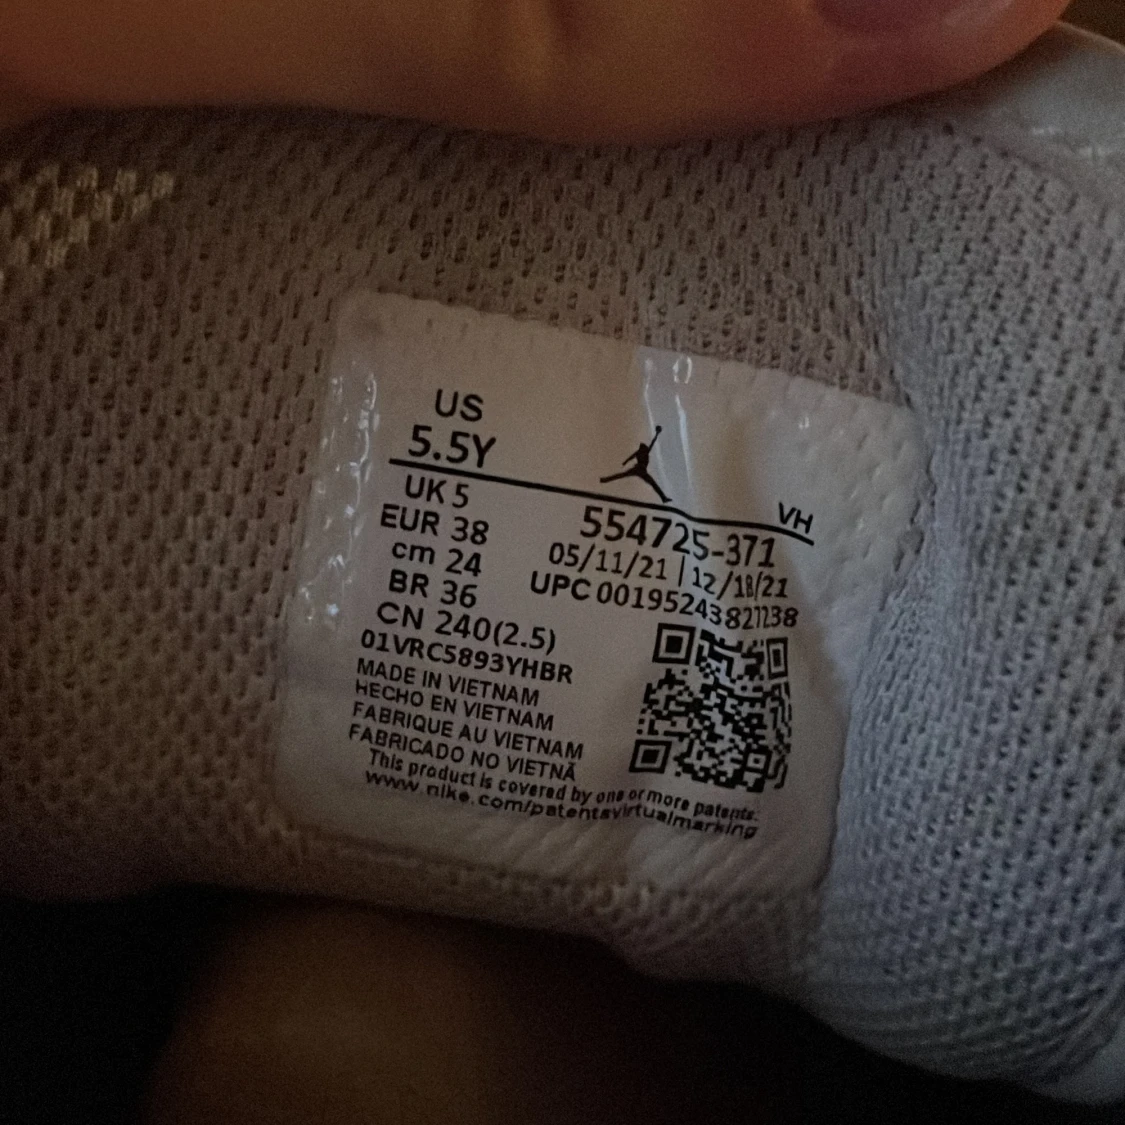 US
5.5Y
VH
UK 5
EUR 38
cm 24
BR 36
CN 240(2.5)
554725-371
05/11/21 | 12/18/21
UPC 00195243827238
01VRC5893YHBR
MADE IN VIETNAM
HECHO EN VIETNAM
FABRIQUE AU VIETNAM
FABRICADO NO VIETNÃ
This product is covered by one or more patents:
www.nike.com/patentsvirtualmarking